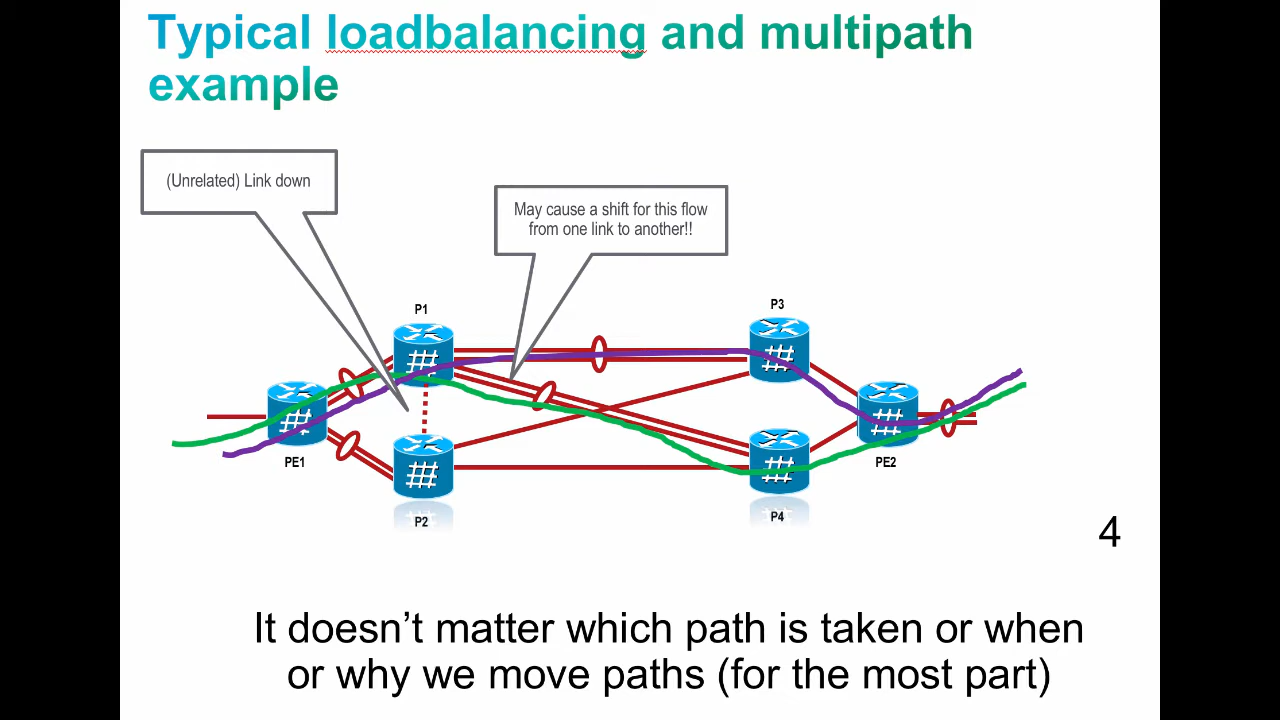 Typical loadbalancing and multipath
example
(Unrelated) Link down
May cause a shift for this flow
from one link to another!!
P1
P3
PE1
PE2
P2
P4
4
It doesn’t matter which path is taken or when
or why we move paths (for the most part)